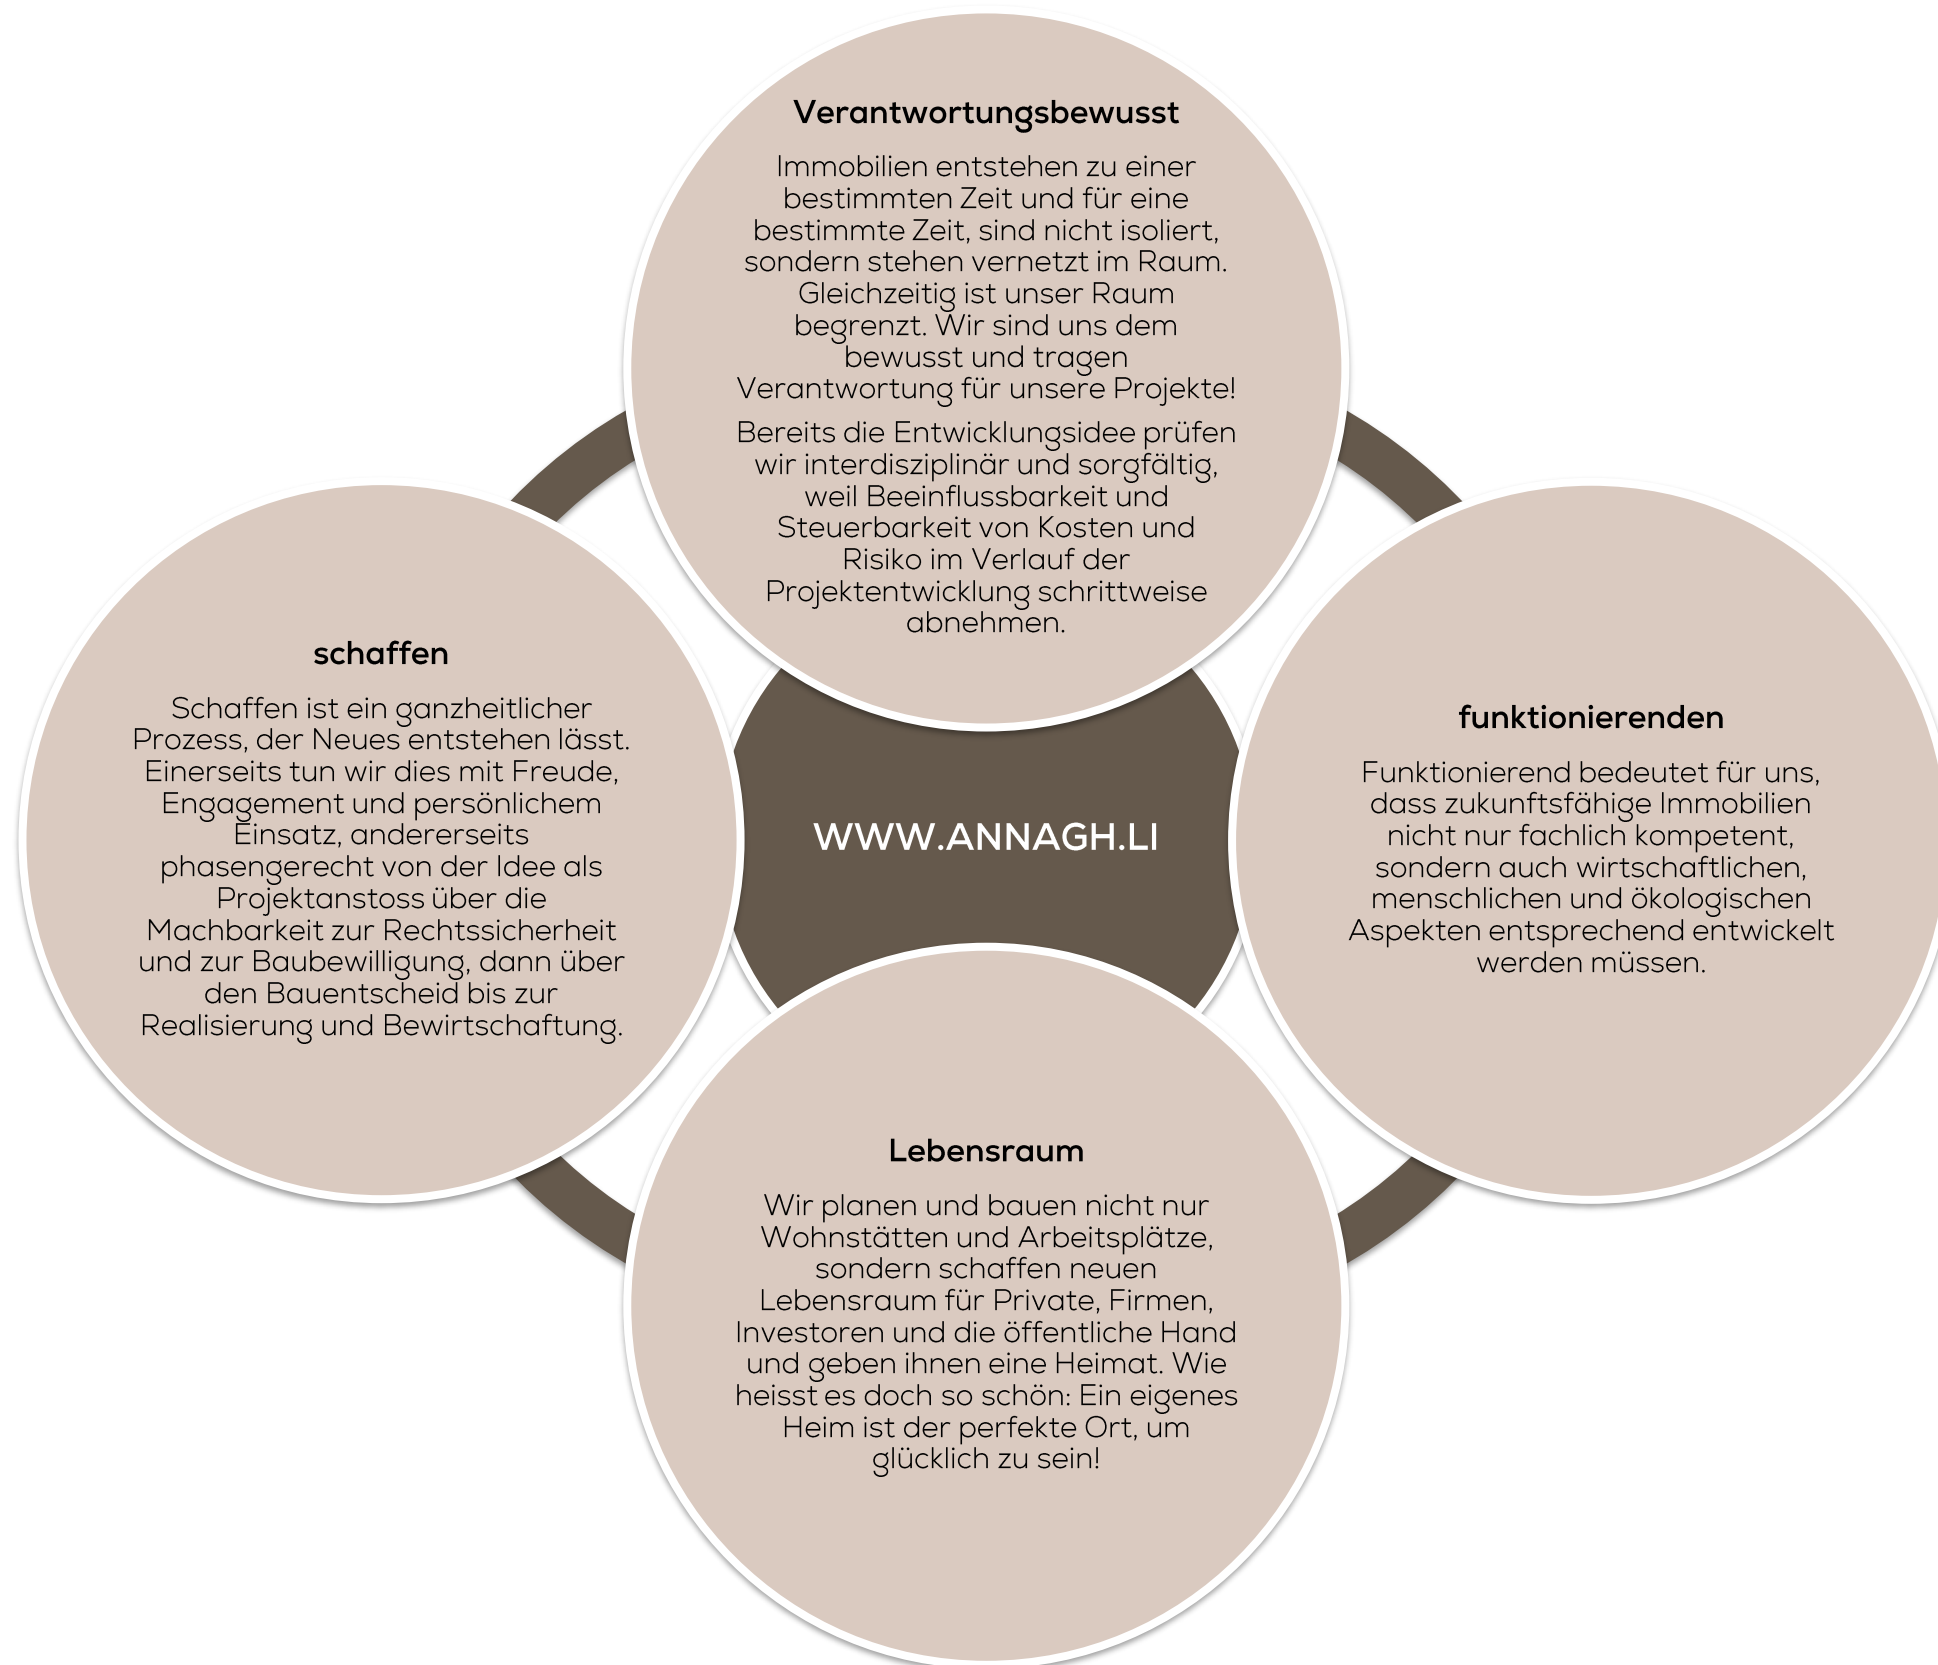 Verantwortungsbewusst
Immobilien entstehen zu einer
bestimmten Zeit und für eine
bestimmte Zeit, sind nicht isoliert,
sondern stehen vernetzt im Raum.
Gleichzeitig ist unser Raum
begrenzt. Wir sind uns dem
bewusst und tragen
Verantwortung für unsere Projekte!
Bereits die Entwicklungsidee prüfen
wir interdisziplinär und sorgfältig,
weil Beeinflussbarkeit und
Steuerbarkeit von Kosten und
Risiko im Verlauf der
Projektentwicklung schrittweise
abnehmen.
funktionierenden
Funktionierend bedeutet für uns,
dass zukunftsfähige Immobilien
nicht nur fachlich kompetent,
sondern auch wirtschaftlichen,
menschlichen und ökologischen
Aspekten entsprechend entwickelt
werden müssen.
Lebensraum
Wir planen und bauen nicht nur
Wohnstätten und Arbeitsplätze,
sondern schaffen neuen
Lebensraum für Private, Firmen,
Investoren und die öffentliche Hand
und geben ihnen eine Heimat. Wie
heisst es doch so schön: Ein eigenes
Heim ist der perfekte Ort, um
glücklich zu sein!
schaffen
Schaffen ist ein ganzheitlicher
Prozess, der Neues entstehen lässt.
Einerseits tun wir dies mit Freude,
Engagement und persönlichem
Einsatz, andererseits
phasengerecht von der Idee als
Projektanstoss über die
Machbarkeit zur Rechtssicherheit
und zur Baubewilligung, dann über
den Bauentscheid bis zur
Realisierung und Bewirtschaftung.
WWW.ANNAGH.LI